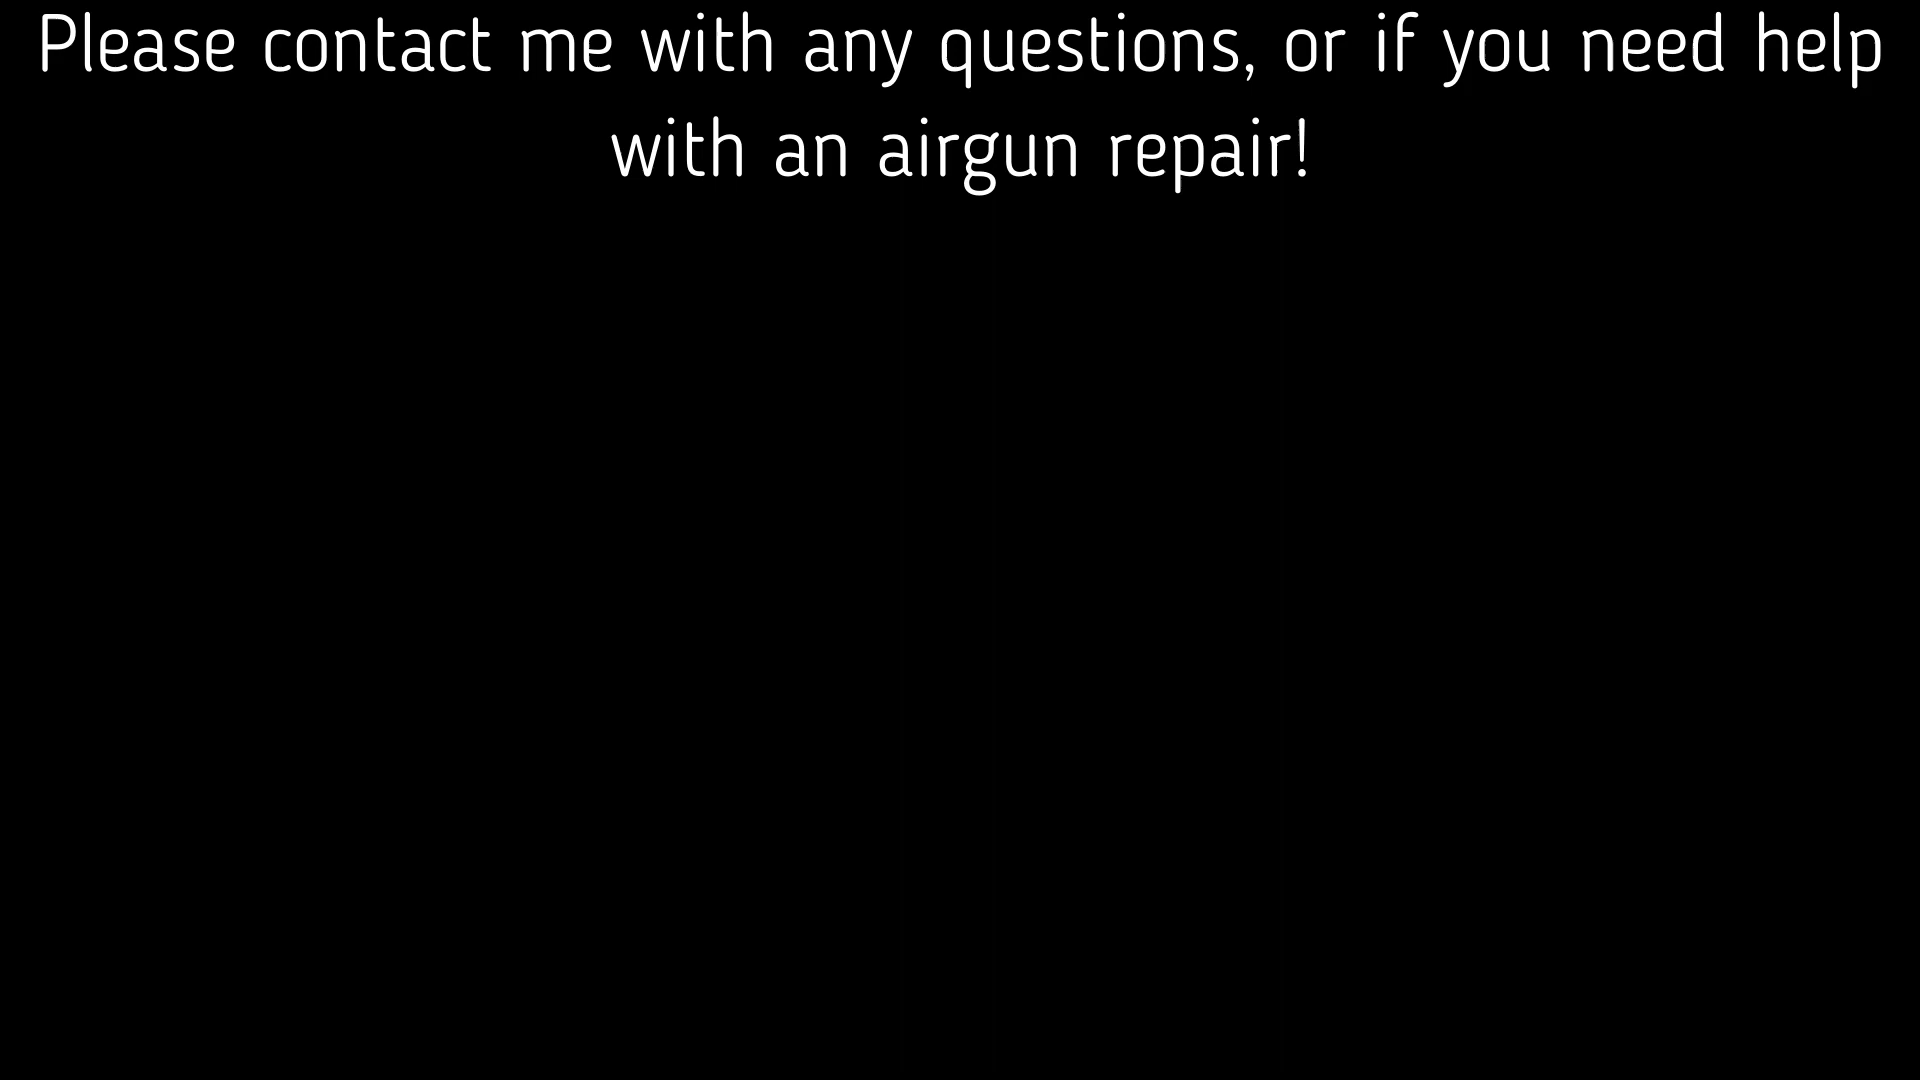 Please contact me with any questions, or if you need help
with an airgun repair!